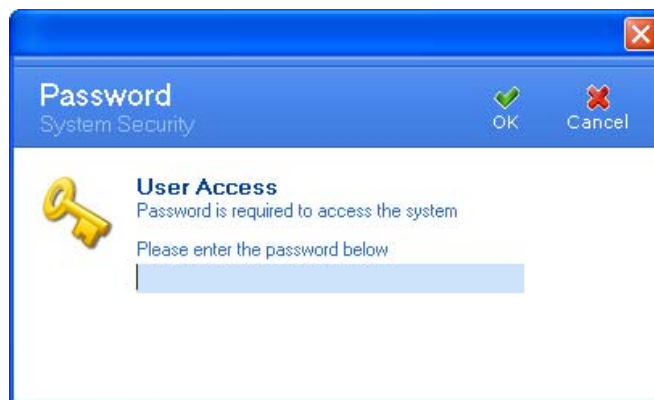 Password
System Security
OK
Cancel
User Access
Password is required to access the system
Please enter the password below